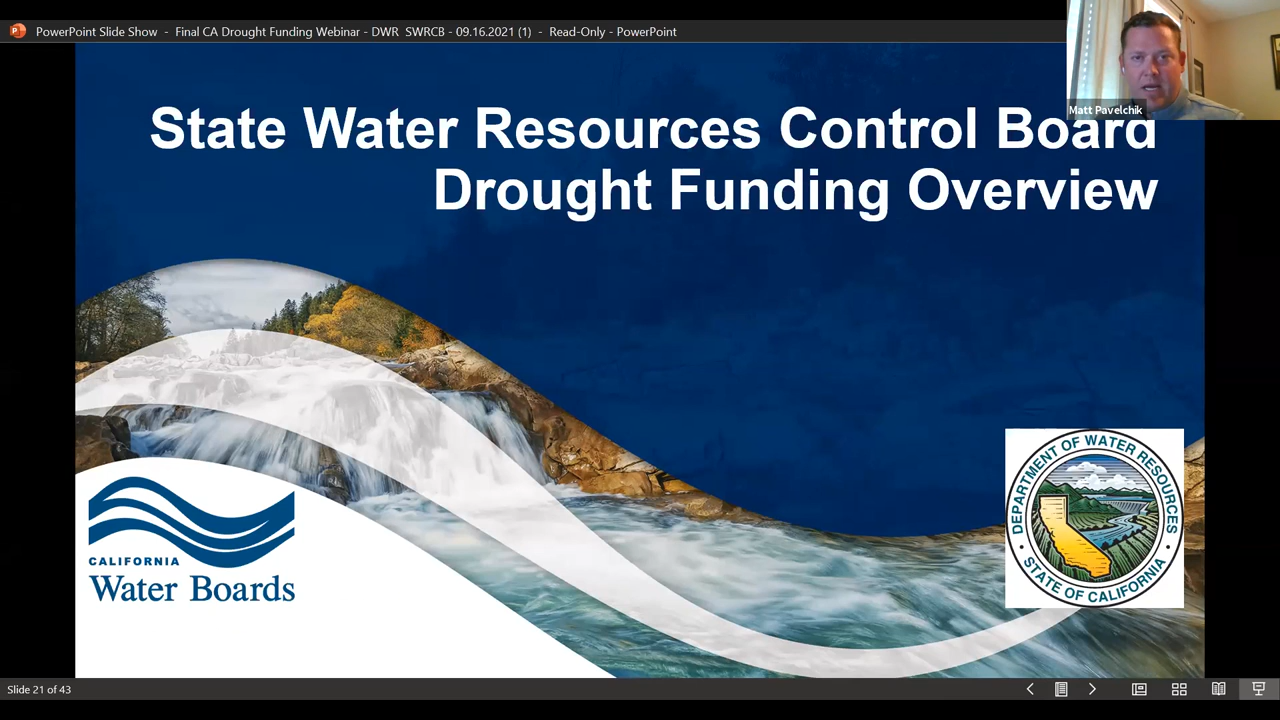 PowerPoint Slide Show - Final CA Drought Funding Webinar - DWR SWRCB - 09.16.2021 (1) - Read-Only - PowerPoint
Matt Pavelchik
State Water Resources Control Board
Drought Funding Overview
CALIFORNIA
Water Boards
DEPARTMENT OF WATER RESOURCES
STATE OF CALIFORNIA
Slide 21 of 43